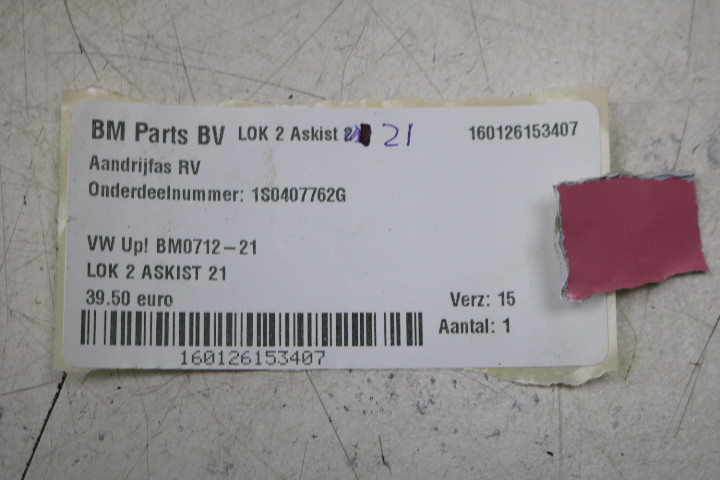 BM Parts BV LOK 2 Askist 21 160126153407
Aandrijfas RV
Onderdeelnummer: 1S0407762G
VW Up! BM0712-21
LOK 2 ASKIST 21
39.50 euro Verz: 15
Aantal: 1
160126153407